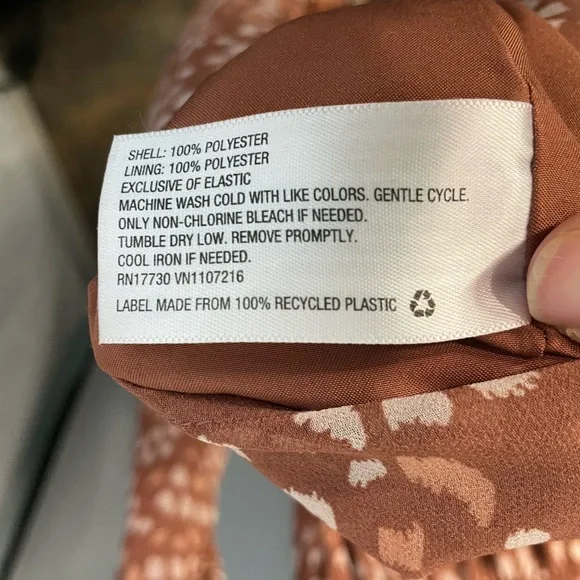 SHELL: 100% POLYESTER
LINING: 100% POLYESTER
EXCLUSIVE OF ELASTIC
MACHINE WASH COLD WITH LIKE COLORS. GENTLE CYCLE.
ONLY NON-CHLORINE BLEACH IF NEEDED.
TUMBLE DRY LOW. REMOVE PROMPTLY.
COOL IRON IF NEEDED.
RN17730 VN1107216
LABEL MADE FROM 100% RECYCLED PLASTIC